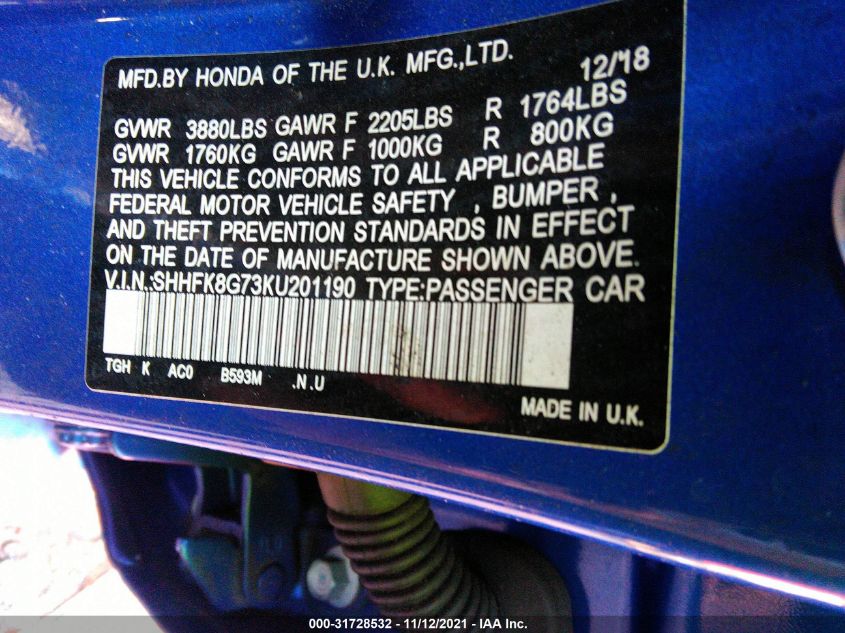 MFD.BY HONDA OF THE U.K. MFG.,LTD. 12/'18
GVWR 3880LBS GAWR F 2205LBS R 1764LBS
GVWR 1760KG GAWR F 1000KG R 800KG
THIS VEHICLE CONFORMS TO ALL APPLICABLE
FEDERAL MOTOR VEHICLE SAFETY , BUMPER ,
AND THEFT PREVENTION STANDARDS IN EFFECT
ON THE DATE OF MANUFACTURE SHOWN ABOVE.
V.I.N.:SHHFK8G73KU201190 TYPE:PASSENGER CAR
TGH K AC0 B593M .N.U
MADE IN U.K.
000-31728532 — 11/12/2021 — IAA Inc.